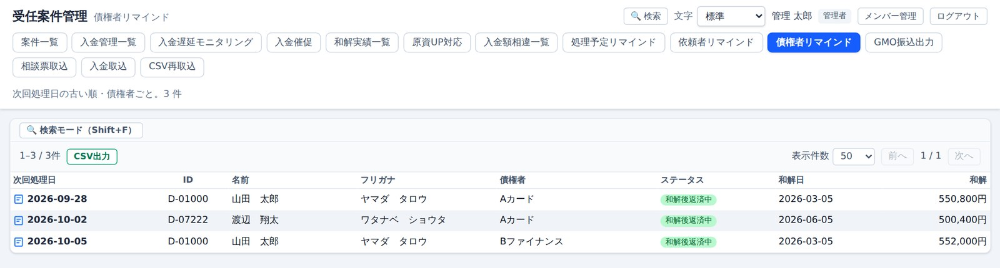 受任案件管理 債権者リマインド 🔍 検索 文字 標準 管理 太郎 管理者 メンバー管理 ログアウト
案件一覧 入金管理一覧 入金遅延モニタリング 入金催促 和解実績一覧 原資UP対応 入金額相違一覧 処理予定リマインド 依頼者リマインド 債権者リマインド GMO振込出力
相談票取込 入金取込 CSV再取込
次回処理日の古い順・債権者ごと。3 件
🔍 検索モード（Shift+F）
1–3 / 3件 CSV出力 表示件数 50 前へ 1 / 1 次へ
次回処理日 ID 名前 フリガナ 債権者 ステータス 和解日 和解
2026-09-28 D-01000 山田　太郎 ヤマダ　タロウ Aカード 和解後返済中 2026-03-05 550,800円
2026-10-02 D-07222 渡辺　翔太 ワタナベ　ショウタ Aカード 和解後返済中 2026-06-05 500,400円
2026-10-05 D-01000 山田　太郎 ヤマダ　タロウ Bファイナンス 和解後返済中 2026-03-05 552,000円